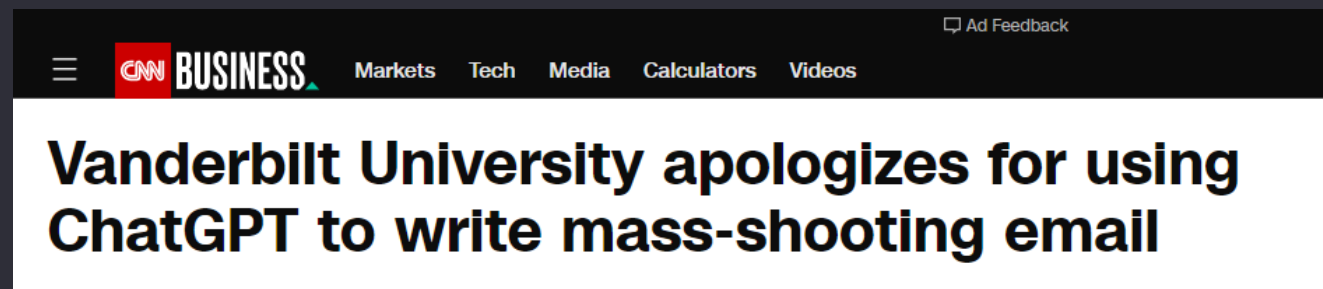 Ad Feedback
CNN BUSINESS Markets Tech Media Calculators Videos
Vanderbilt University apologizes for using
ChatGPT to write mass-shooting email